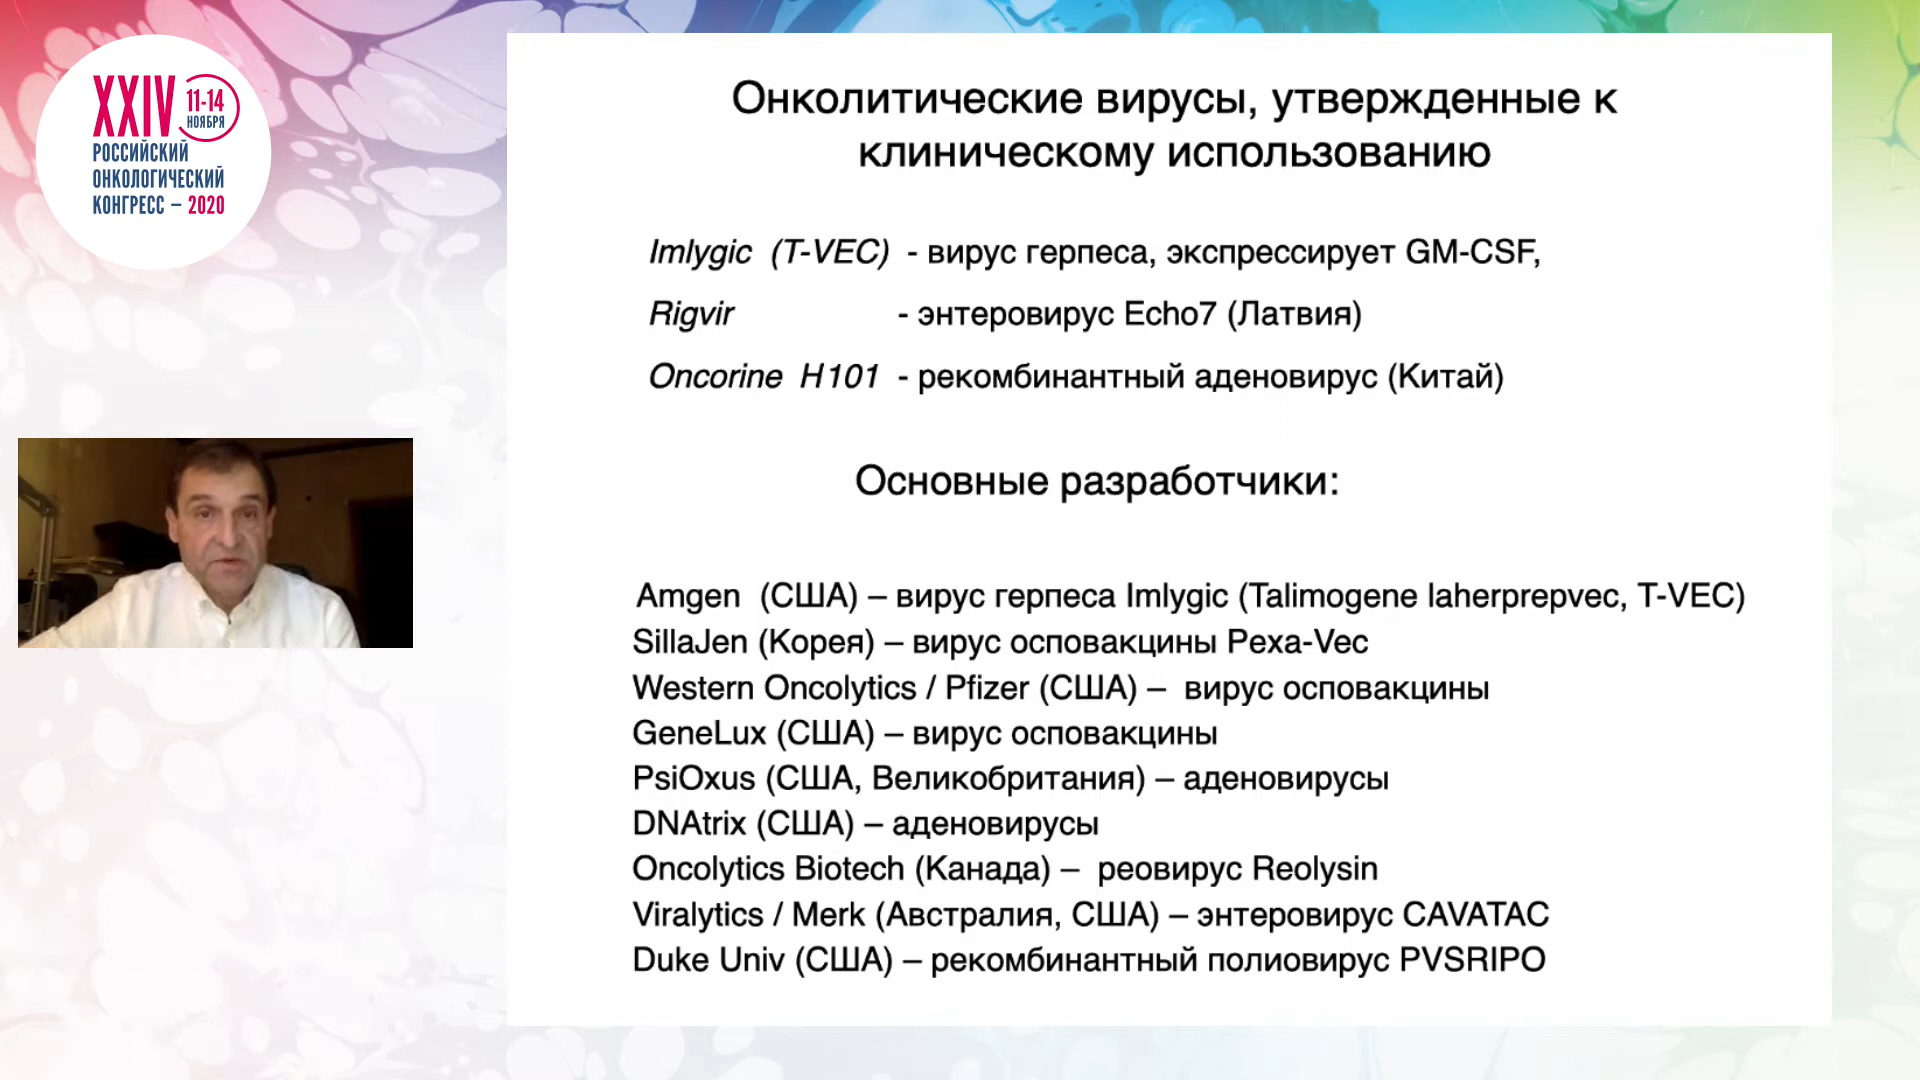 XXIV
11-14
НОЯБРЯ
РОССИЙСКИЙ
ОНКОЛОГИЧЕСКИЙ
КОНГРЕСС – 2020
Онколитические вирусы, утвержденные к
клиническому использованию
Imlygic (T-VEC) - вирус герпеса, экспрессирует GM-CSF,
Rigvir - энтеровирус Echo7 (Латвия)
Oncorine H101 - рекомбинантный аденовирус (Китай)
Основные разработчики:
Amgen (США) – вирус герпеса Imlygic (Talimogene laherprepvec, T-VEC)
SillaJen (Корея) – вирус осповакцины Pexa-Vec
Western Oncolytics / Pfizer (США) – вирус осповакцины
GeneLux (США) – вирус осповакцины
PsiOxus (США, Великобритания) – аденовирусы
DNAtrix (США) – аденовирусы
Oncolytics Biotech (Канада) – реовирус Reolysin
Viralytics / Merk (Австралия, США) – энтеровирус CAVATAC
Duke Univ (США) – рекомбинантный полиовирус PVSRIPO